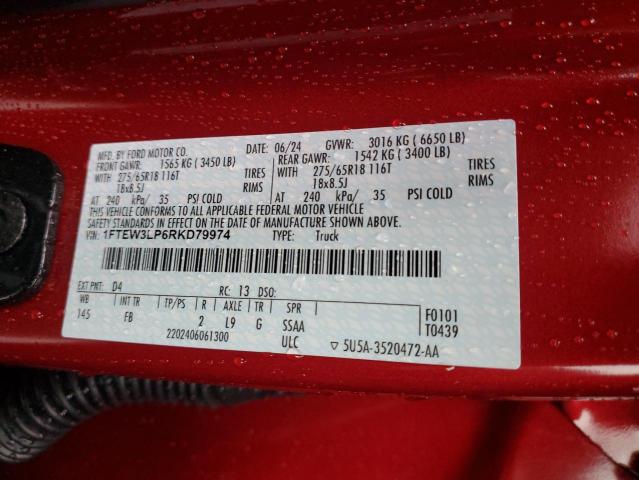 MFD. BY FORD MOTOR CO. DATE: 06/24 GVWR: 3016 KG ( 6650 LB)
FRONT GAWR: 1565 KG ( 3450 LB) REAR GAWR: 1542 KG ( 3400 LB)
WITH 275/65R18 116T TIRES WITH 275/65R18 116T TIRES
18x8.5J RIMS 18x8.5J RIMS
AT 240 kPa/ 35 PSI COLD AT 240 kPa/ 35 PSI COLD
THIS VEHICLE CONFORMS TO ALL APPLICABLE FEDERAL MOTOR VEHICLE
SAFETY STANDARDS IN EFFECT ON THE DATE OF MANUFACTURE SHOWN ABOVE.
VIN: 1FTEW3LP6RKD79974 TYPE: Truck
EXT PNT: D4 RC: 13 DSO:
WB INT TR TP/PS R AXLE TR SPR F0101
145 FB 2 L9 G SSAA T0439
2202406061300 ULC 5U5A-3520472-AA